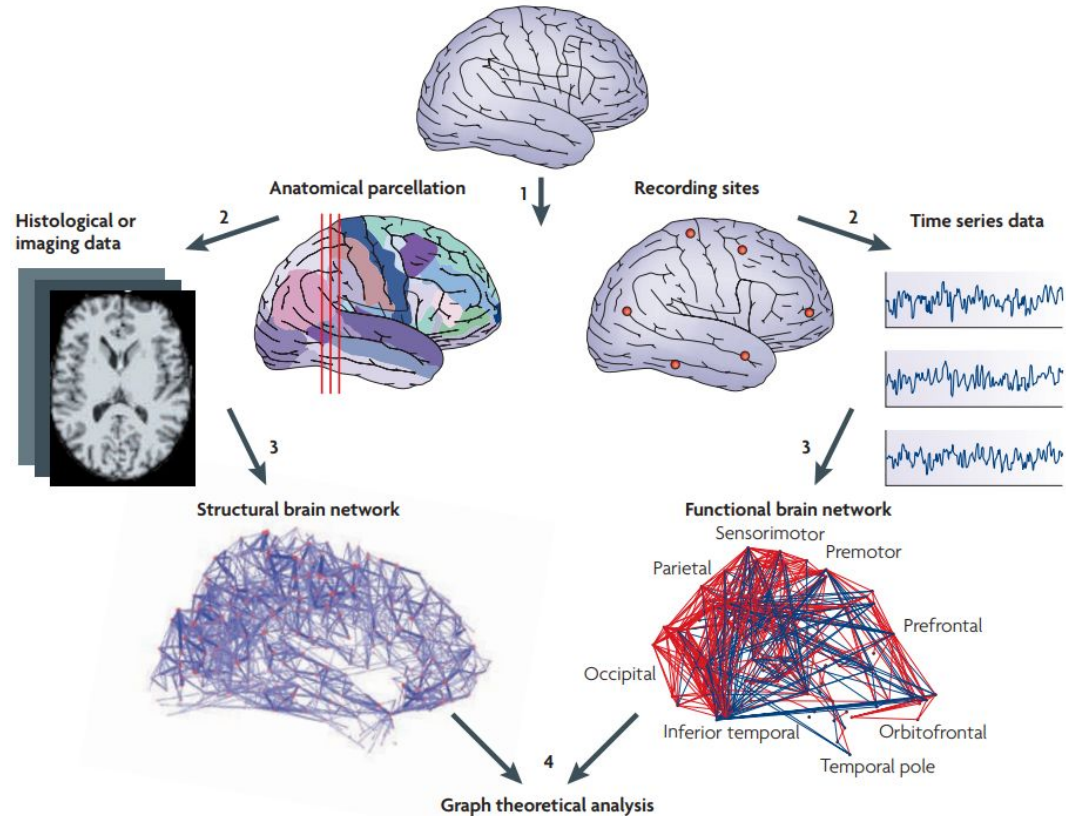 Anatomical parcellation
1
Recording sites
Histological or
imaging data
2
2
Time series data
3
3
Structural brain network
Functional brain network
Sensorimotor
Premotor
Parietal
Prefrontal
Occipital
Inferior temporal
Orbitofrontal
Temporal pole
4
Graph theoretical analysis